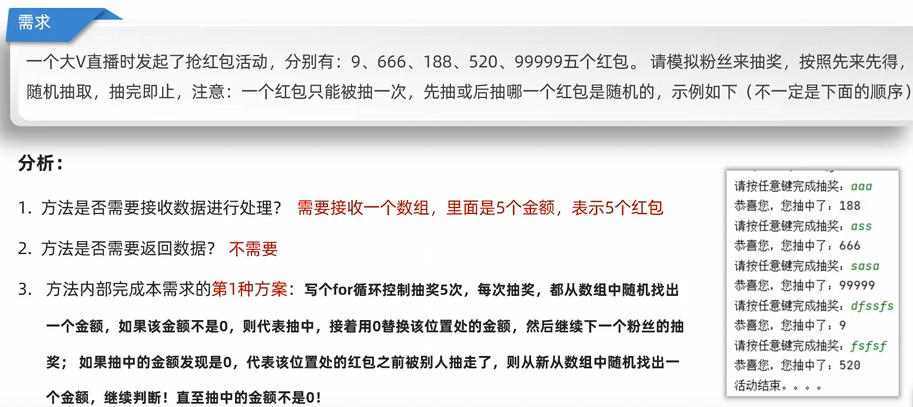 需求
一个大V直播时发起了抢红包活动，分别有：9、666、188、520、99999五个红包。请模拟粉丝来抽奖，按照先来先得，
随机抽取，抽完即止，注意：一个红包只能被抽一次，先抽或后抽哪一个红包是随机的，示例如下（不一定是下面的顺序）
分析：
1. 方法是否需要接收数据进行处理？ 需要接收一个数组，里面是5个金额，表示5个红包
2. 方法是否需要返回数据？ 不需要
3. 方法内部完成本需求的第1种方案：写个for循环控制抽奖5次，每次抽奖，都从数组中随机找出
一个金额，如果该金额不是0，则代表抽中，接着用0替换该位置处的金额，然后继续下一个粉丝的抽
奖； 如果抽中的金额发现是0，代表该位置处的红包之前被别人抽走了，则从新从数组中随机找出一
个金额，继续判断！直至抽中的金额不是0！
请按任意键完成抽奖：aaa
恭喜您，您抽中了：188
请按任意键完成抽奖：ass
恭喜您，您抽中了：666
请按任意键完成抽奖：sasa
恭喜您，您抽中了：99999
请按任意键完成抽奖：dfssfs
恭喜您，您抽中了：9
请按任意键完成抽奖：fsfsf
恭喜您，您抽中了：520
活动结束。。。。